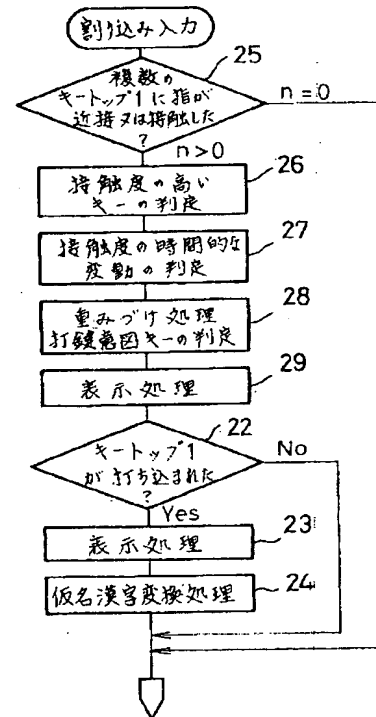 割り込み入力
25
複数の
キートップ1に指が
近接又は接触した
?
n=0
n>0
26
接触度の高い
キーの判定
27
接触度の時間的な
変動の判定
28
重みづけ処理
打鍵意図キーの判定
29
表示処理
22
キートップ1
が打ち込まれた
?
No
Yes
23
表示処理
24
仮名漢字変換処理